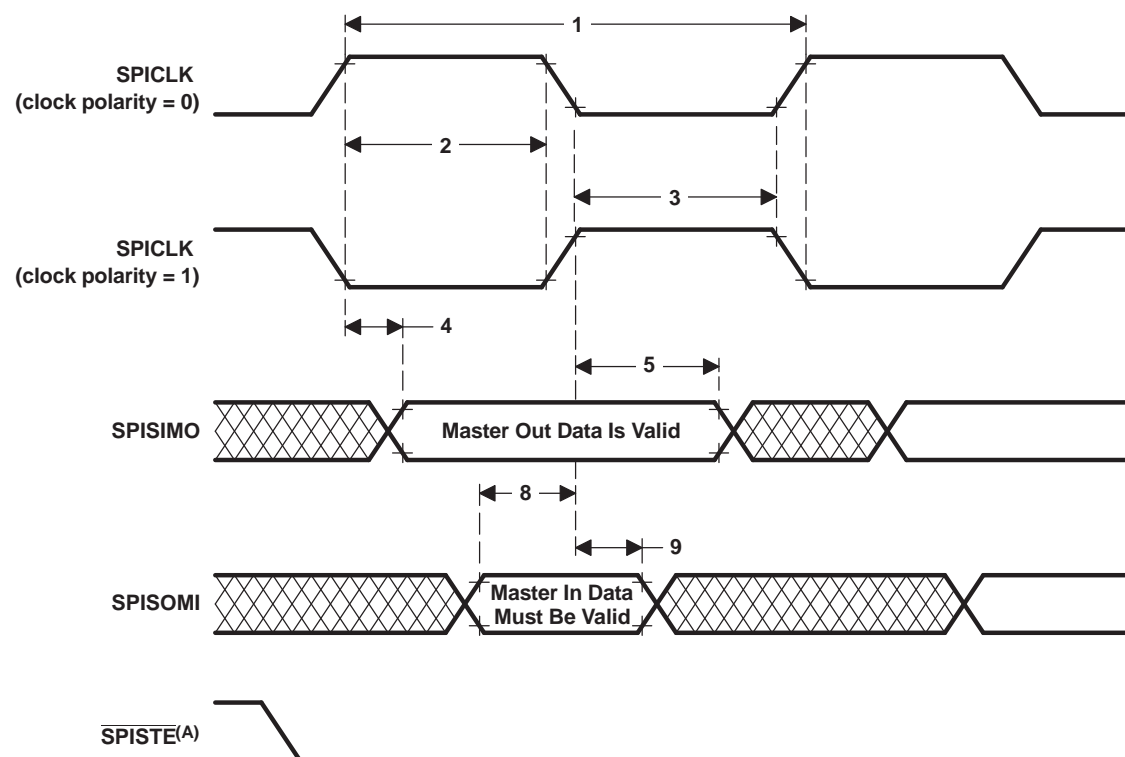 1
SPICLK
(clock polarity = 0)
2
3
SPICLK
(clock polarity = 1)
4
5
SPISIMO
Master Out Data Is Valid
8
9
SPISOMI
Master In Data
Must Be Valid
SPISTE(A)